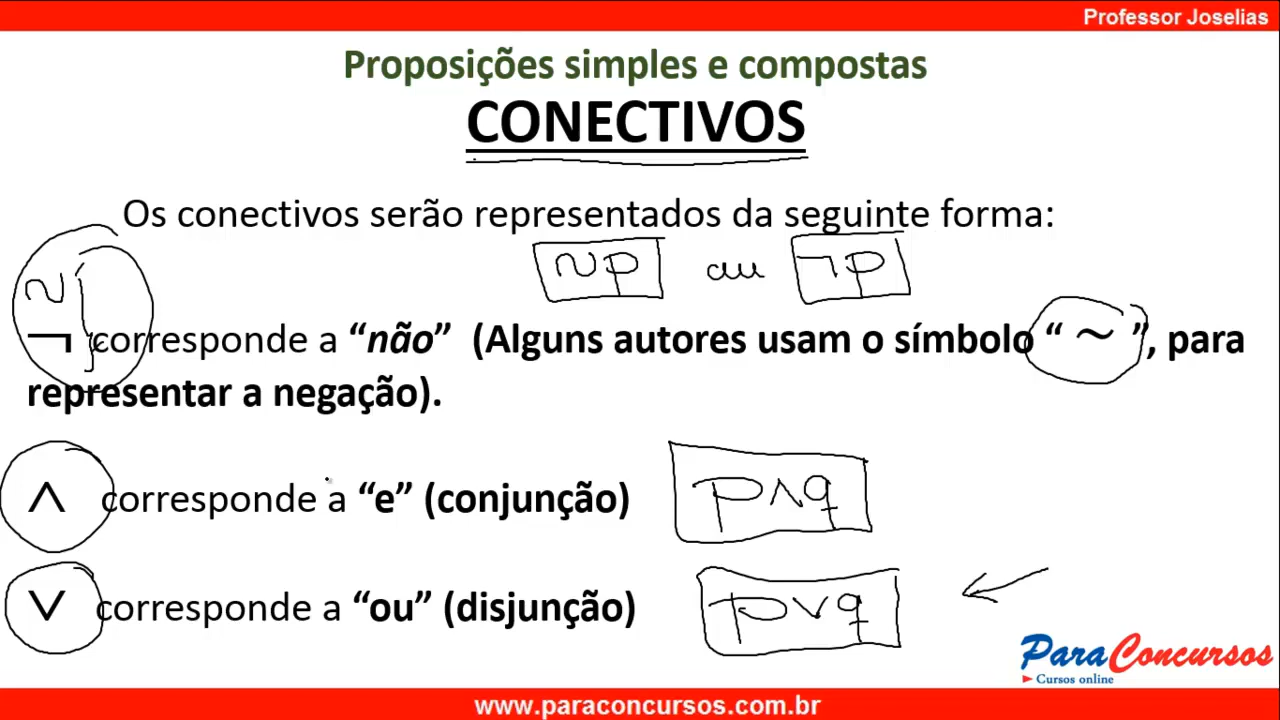 Professor Joselias
Proposições simples e compostas
CONECTIVOS
Os conectivos serão representados da seguinte forma:
~p ou ¬p
~
¬ corresponde a “não” (Alguns autores usam o símbolo “ ~ ”, para
representar a negação).
∧ corresponde a “e” (conjunção) p∧q
∨ corresponde a “ou” (disjunção) p∨q
ParaConcursos
Cursos online
www.paraconcursos.com.br